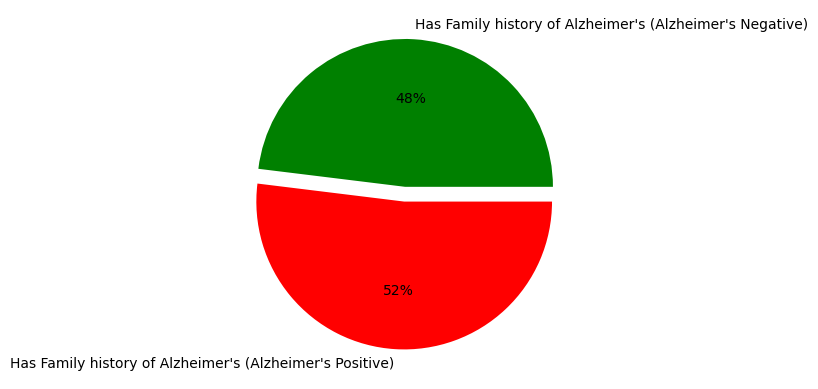 Has Family history of Alzheimer's (Alzheimer's Negative)
48%
52%
Has Family history of Alzheimer's (Alzheimer's Positive)